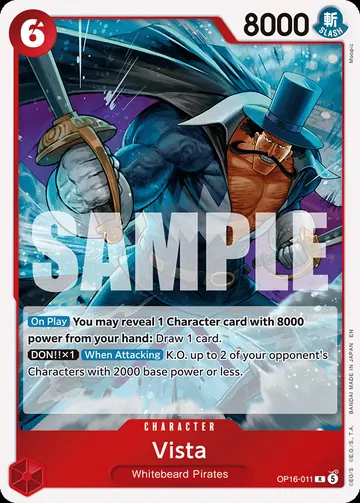 6
8000
斬
SLASH
Moopic
SAMPLE
On Play You may reveal 1 Character card with 8000
power from your hand: Draw 1 card.
DON!!×1 When Attacking K.O. up to 2 of your opponent's
Characters with 2000 base power or less.
CHARACTER
Vista
Whitebeard Pirates
OP16-011 R 5
©E.O./S. ©E.O./S., T.A. BANDAI MADE IN JAPAN EN